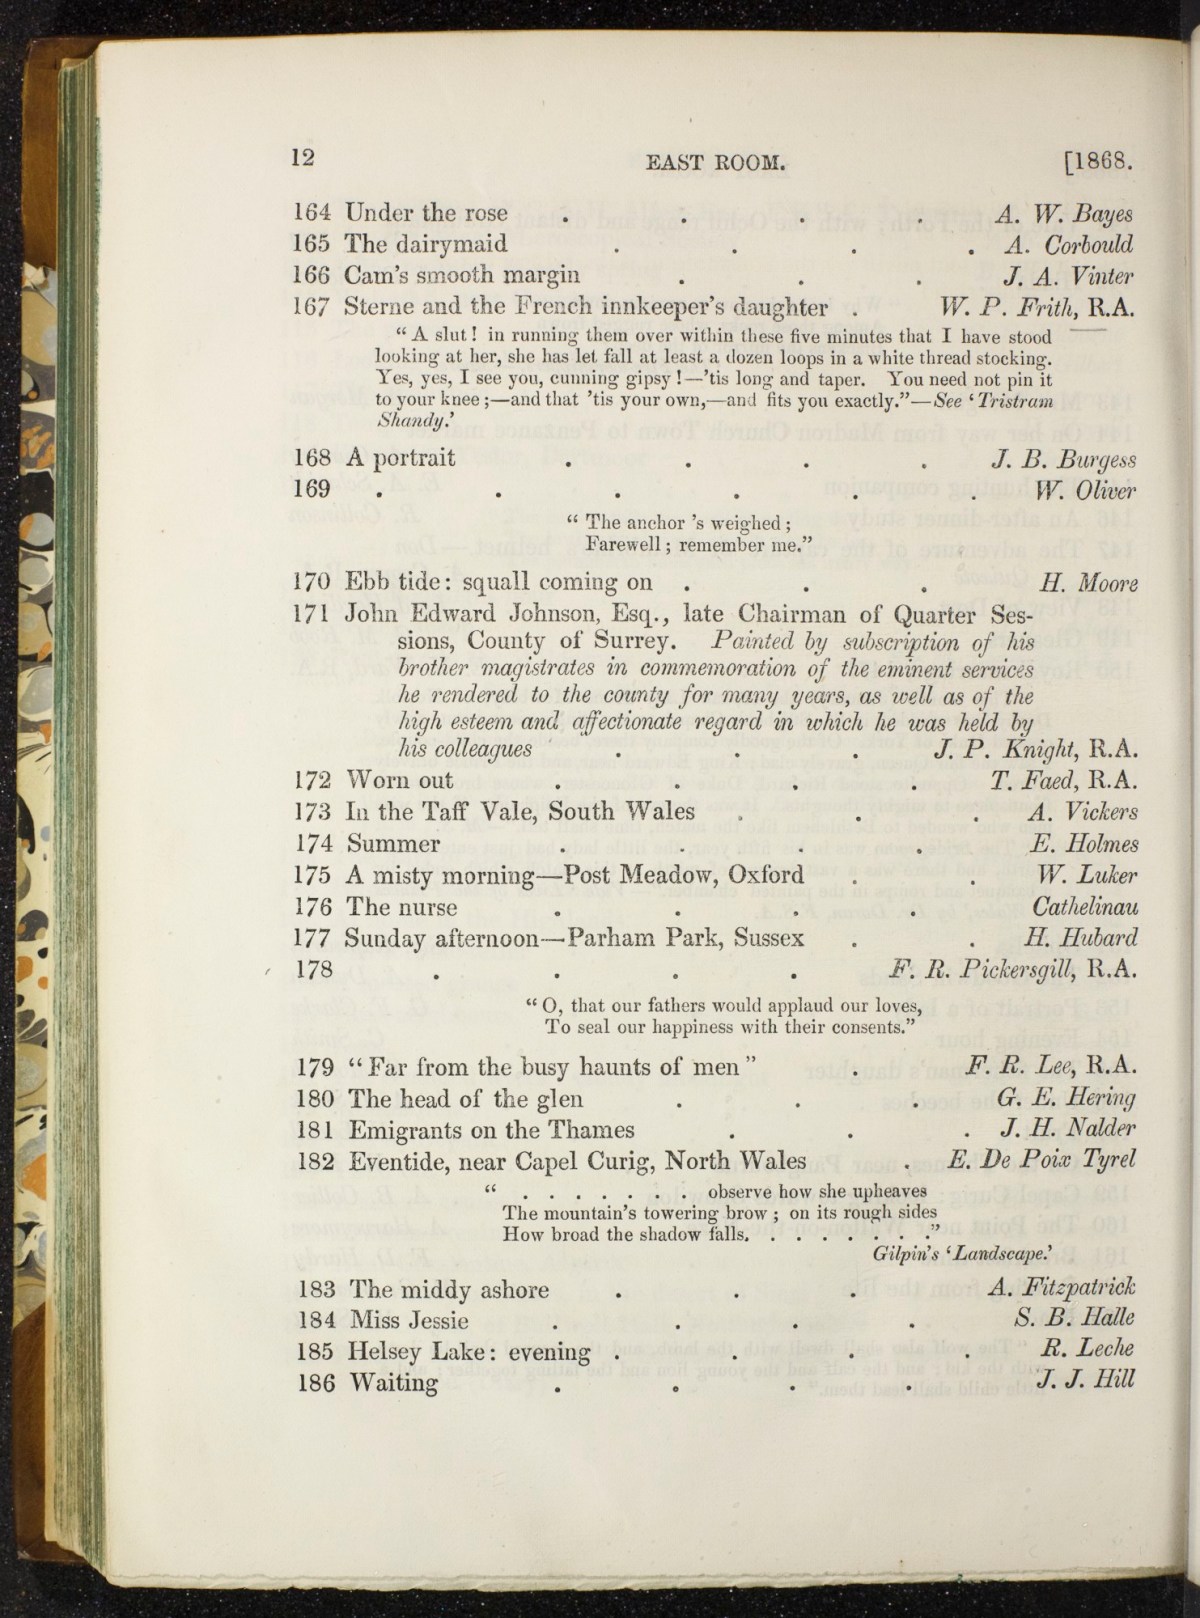 12 EAST ROOM. [1868.
164 Under the rose . . . . A. W. Bayes
165 The dairymaid . . . . A. Corbould
166 Cam's smooth margin . . . J. A. Vinter
167 Sterne and the French innkeeper's daughter . W. P. Frith, R.A.
“ A slut! in running them over within these five minutes that I have stood
looking at her, she has let fall at least a dozen loops in a white thread stocking.
Yes, yes, I see you, cunning gipsy !—'tis long and taper. You need not pin it
to your knee ;—and that 'tis your own,—and fits you exactly.”—See ‘Tristram
Shandy.’
168 A portrait . . . . J. B. Burgess
169 . . . . . . W. Oliver
“ The anchor 's weighed ;
Farewell ; remember me.”
170 Ebb tide : squall coming on . . . H. Moore
171 John Edward Johnson, Esq., late Chairman of Quarter Ses-
sions, County of Surrey. Painted by subscription of his
brother magistrates in commemoration of the eminent services
he rendered to the county for many years, as well as of the
high esteem and affectionate regard in which he was held by
his colleagues . . . J. P. Knight, R.A.
172 Worn out . . . . T. Faed, R.A.
173 In the Taff Vale, South Wales . . . A. Vickers
174 Summer . . . . E. Holmes
175 A misty morning—Post Meadow, Oxford . . W. Luker
176 The nurse . . . . Cathelinau
177 Sunday afternoon—Parham Park, Sussex . . H. Hubard
178 . . . . F. R. Pickersgill, R.A.
“ O, that our fathers would applaud our loves,
To seal our happiness with their consents.”
179 “ Far from the busy haunts of men ” . F. R. Lee, R.A.
180 The head of the glen . . . G. E. Hering
181 Emigrants on the Thames . . . J. H. Nalder
182 Eventide, near Capel Curig, North Wales . E. De Poix Tyrel
“ . . . . . . . observe how she upheaves
The mountain's towering brow ; on its rough sides
How broad the shadow falls. . . . . . . . .”
Gilpin's ‘Landscape.’
183 The middy ashore . . . A. Fitzpatrick
184 Miss Jessie . . . . S. B. Halle
185 Helsey Lake : evening . . . . R. Leche
186 Waiting . . . . J. J. Hill